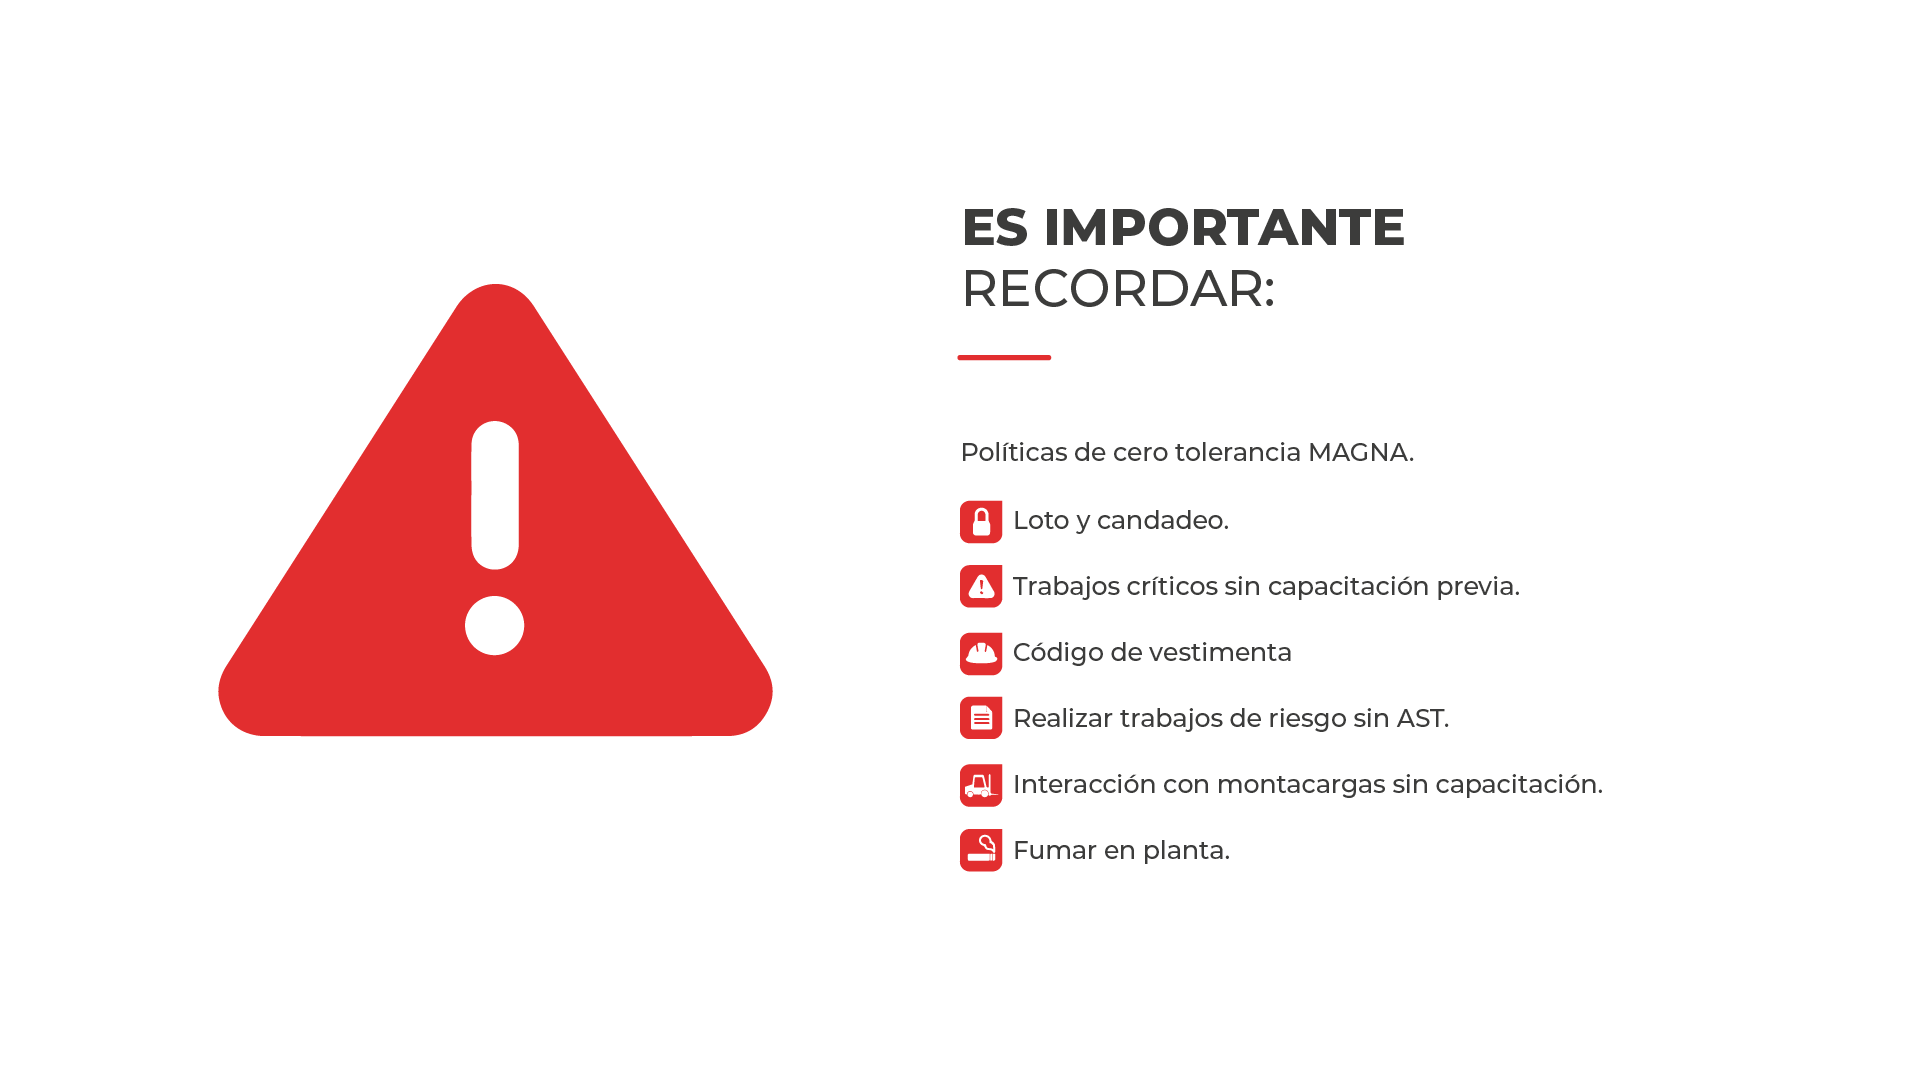 ES IMPORTANTE
RECORDAR:
Políticas de cero tolerancia MAGNA.
Loto y candadeo.
Trabajos críticos sin capacitación previa.
Código de vestimenta
Realizar trabajos de riesgo sin AST.
Interacción con montacargas sin capacitación.
Fumar en planta.